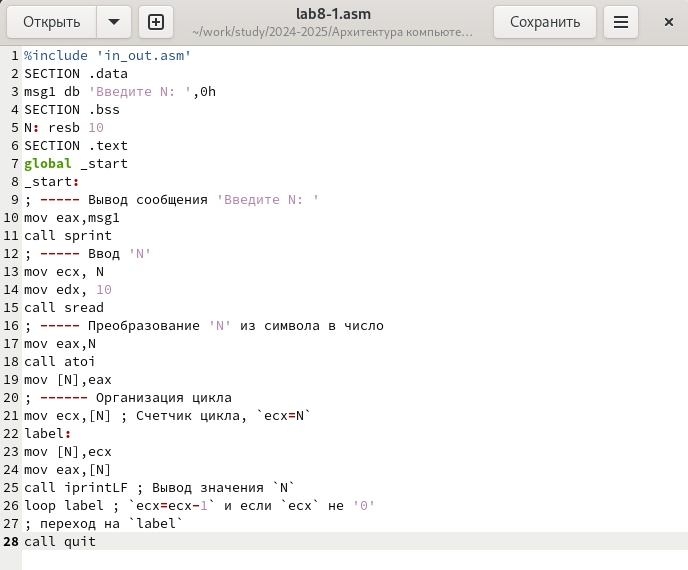 Открыть
lab8-1.asm
~/work/study/2024-2025/Архитектура компьюте…
Сохранить
1 %include 'in_out.asm'
2 SECTION .data
3 msg1 db 'Введите N: ',0h
4 SECTION .bss
5 N: resb 10
6 SECTION .text
7 global _start
8 _start:
9 ; ----- Вывод сообщения 'Введите N: '
10 mov eax,msg1
11 call sprint
12 ; ----- Ввод 'N'
13 mov ecx, N
14 mov edx, 10
15 call sread
16 ; ----- Преобразование 'N' из символа в число
17 mov eax,N
18 call atoi
19 mov [N],eax
20 ; ------ Организация цикла
21 mov ecx,[N] ; Счетчик цикла, `ecx=N`
22 label:
23 mov [N],ecx
24 mov eax,[N]
25 call iprintLF ; Вывод значения `N`
26 loop label ; `ecx=ecx-1` и если `ecx` не '0'
27 ; переход на `label`
28 call quit